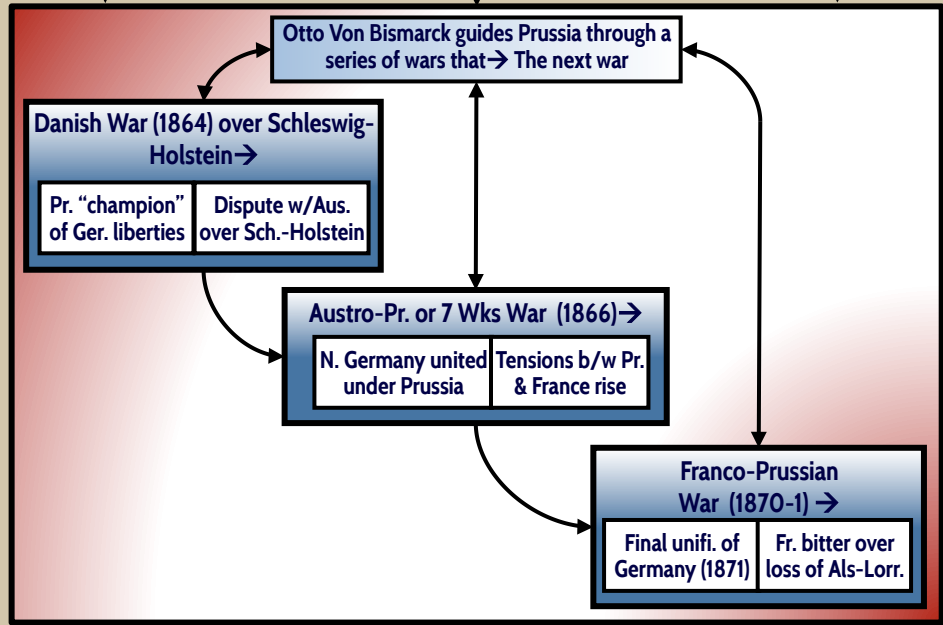 Otto Von Bismarck guides Prussia through a
series of wars that→ The next war
Danish War (1864) over Schleswig-
Holstein→
Pr. “champion”
of Ger. liberties
Dispute w/Aus.
over Sch.-Holstein
Austro-Pr. or 7 Wks War (1866)→
N. Germany united
under Prussia
Tensions b/w Pr.
& France rise
Franco-Prussian
War (1870-1) →
Final unifi. of
Germany (1871)
Fr. bitter over
loss of Als-Lorr.